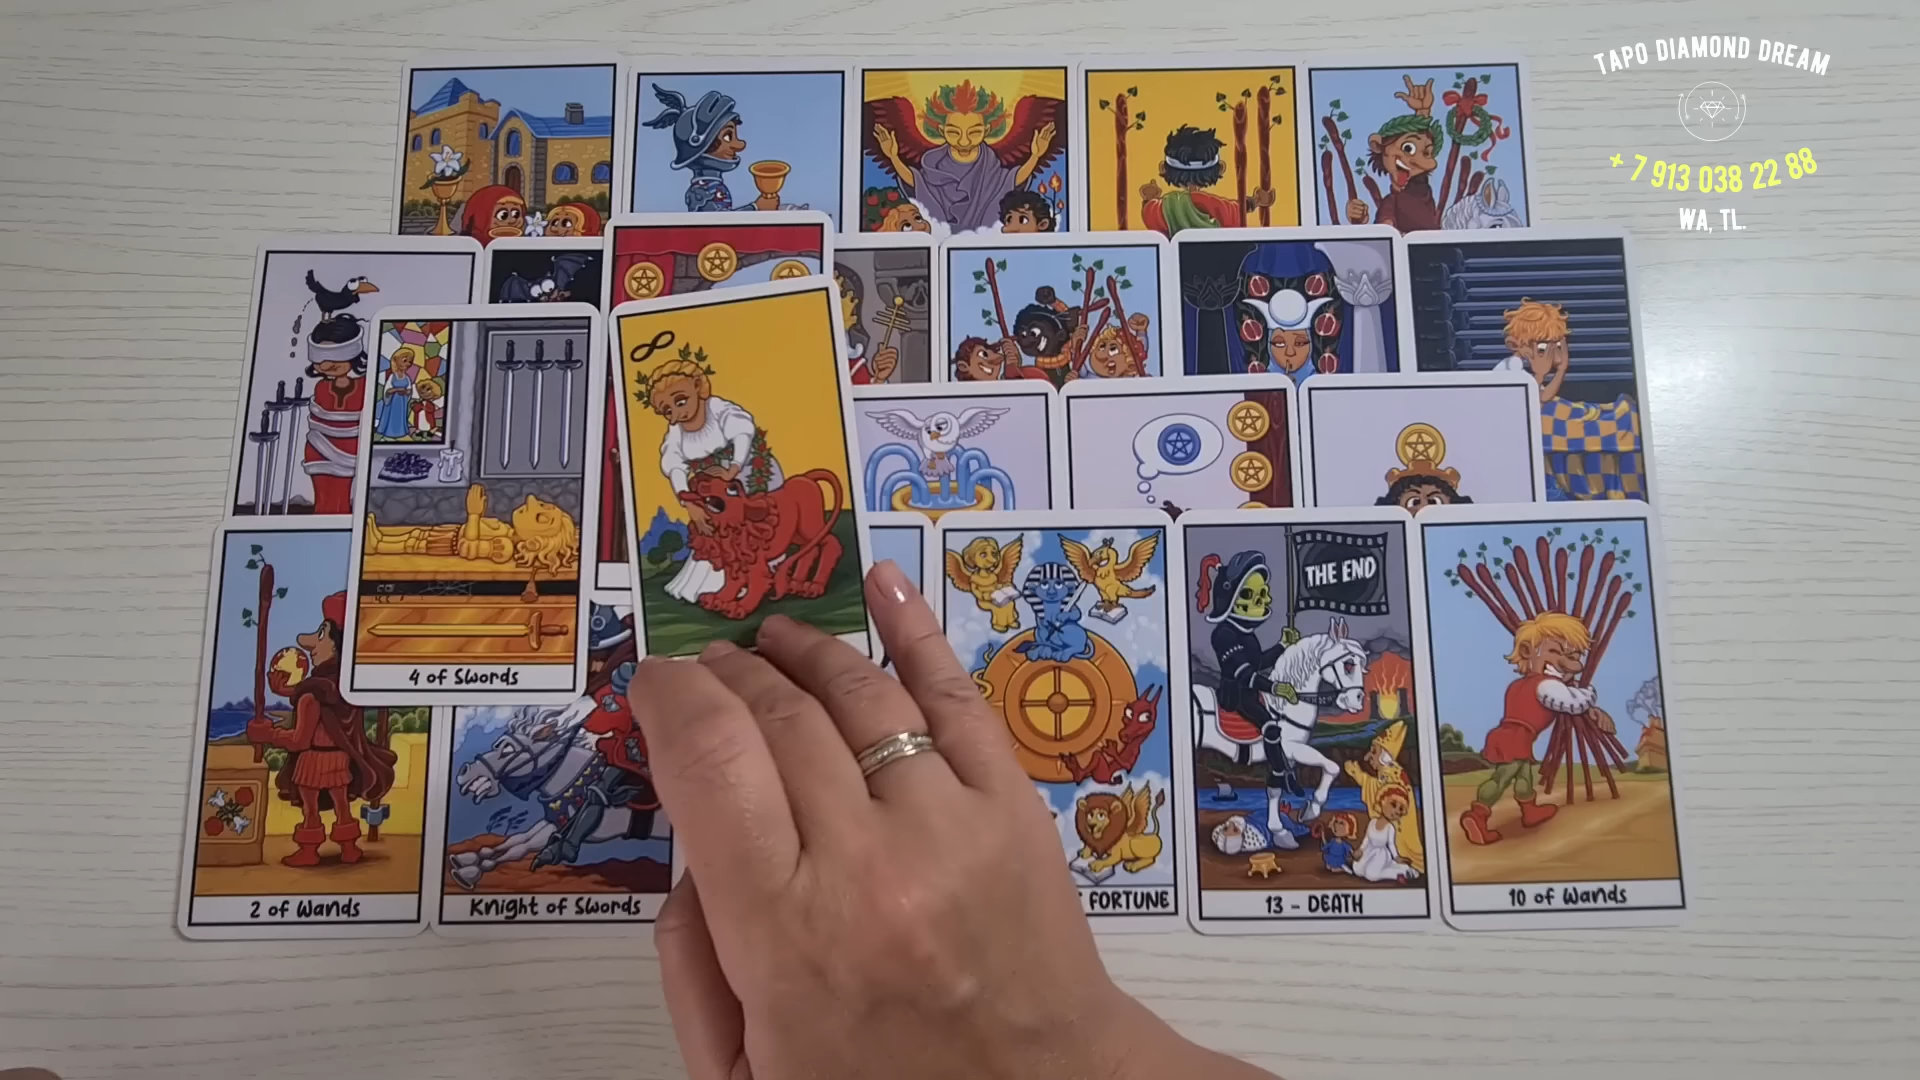 ТАРО DIAMOND DREAM
+ 7 913 038 22 88
WA, TL.
THE END
4 of Swords
2 of Wands
Knight of Swords
FORTUNE
13 - DEATH
10 of Wands